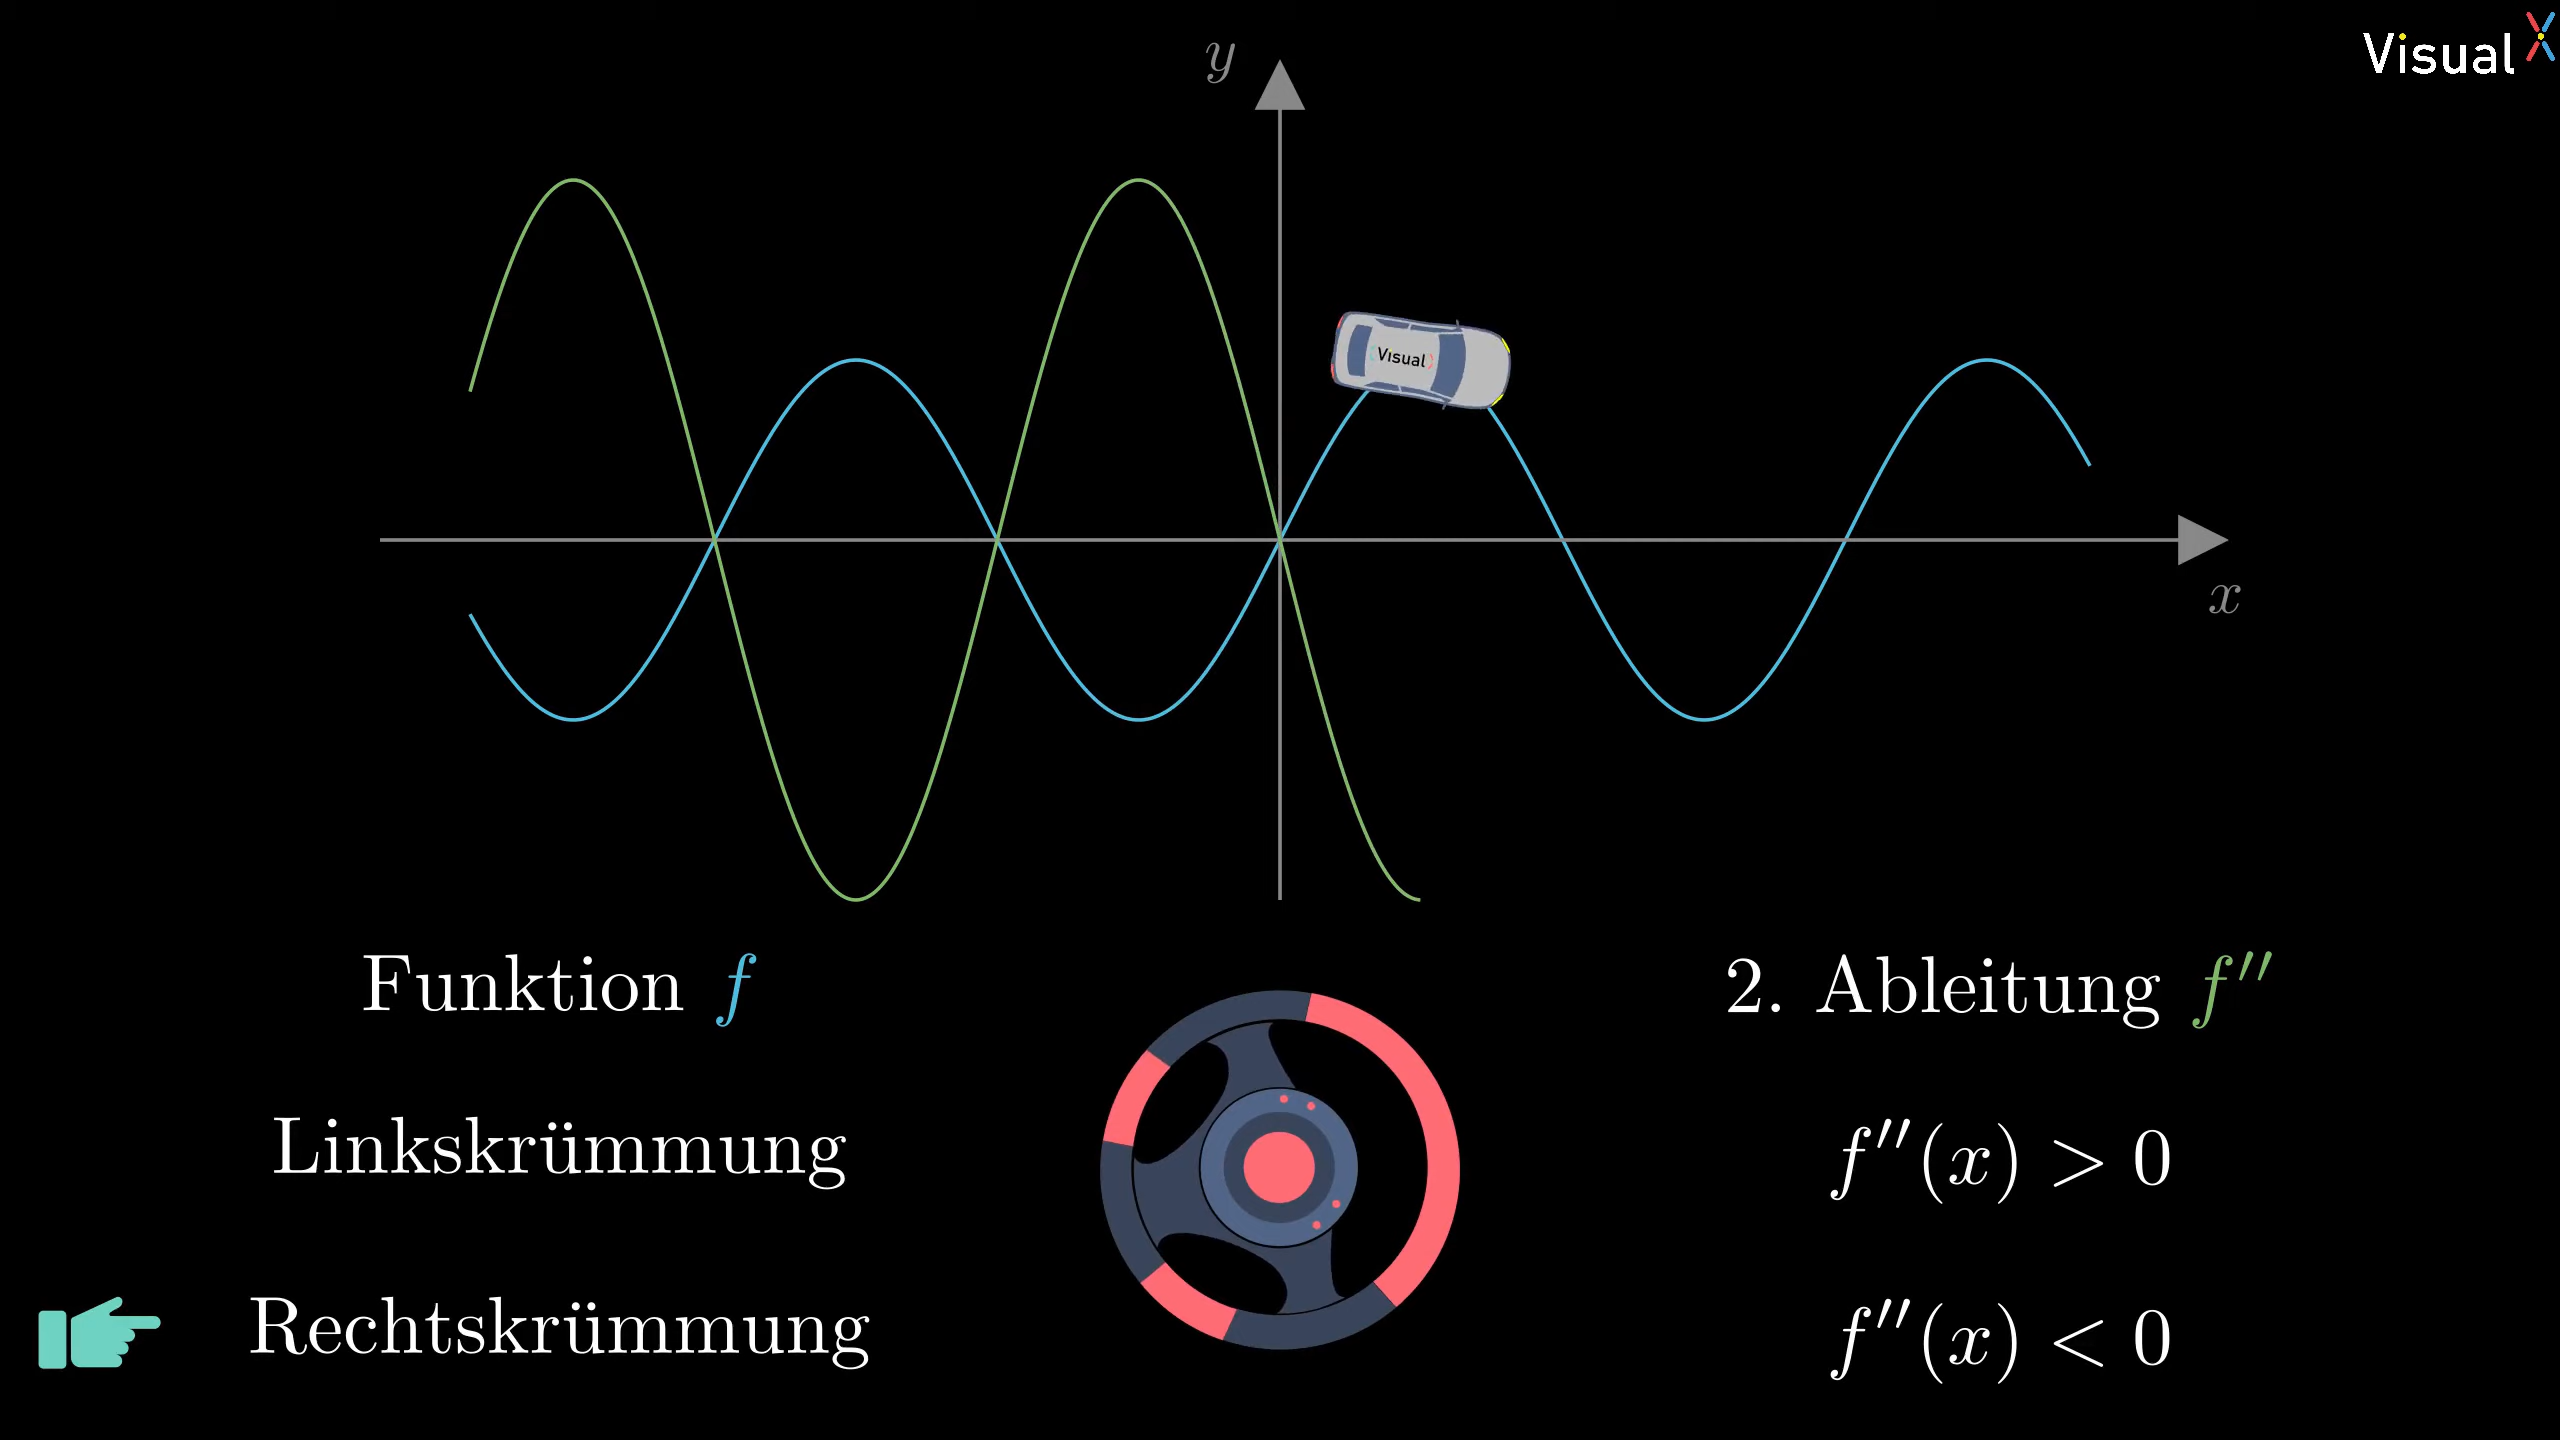 Visual X
y
Visual
x
Funktion f
2. Ableitung f''
Linkskrümmung
f''(x) > 0
Rechtskrümmung
f''(x) < 0